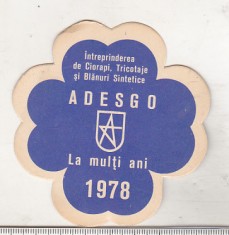 Întreprinderea
de Ciorapi, Tricotaje
și Blănuri Sintetice
ADESGO
La mulți ani
1978